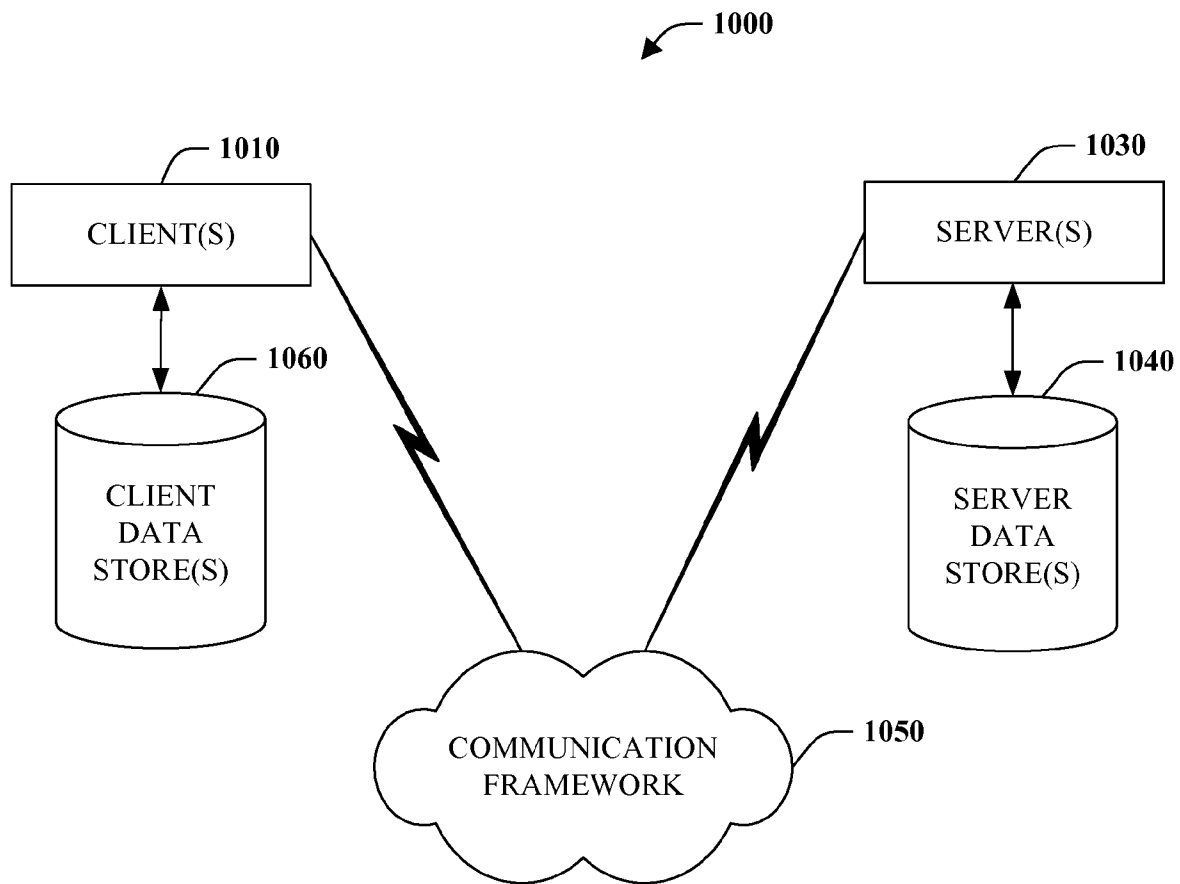 1000
1010
CLIENT(S)
1030
SERVER(S)
1060
CLIENT
DATA
STORE(S)
1040
SERVER
DATA
STORE(S)
COMMUNICATION
FRAMEWORK
1050